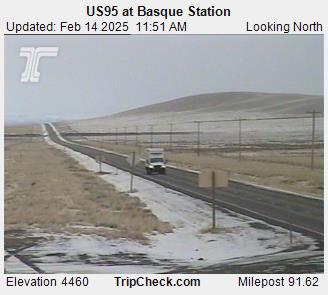 US95 at Basque Station
Updated: Feb 14 2025 11:51 AM Looking North
Elevation 4460 TripCheck.com Milepost 91.62